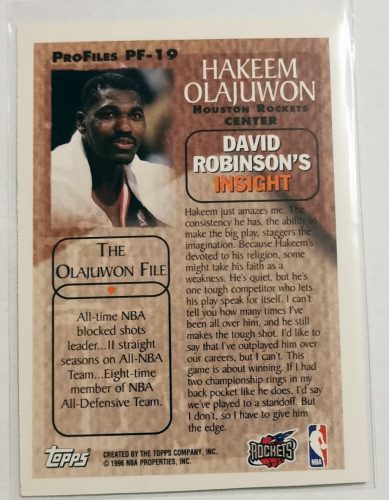 PROFILES PF-19
HAKEEM
OLAJUWON
HOUSTON ROCKETS
CENTER
DAVID
ROBINSON'S
INSIGHT
Hakeem just amazes me. The
consistency he has, the ability to
make the big play, staggers the
imagination. Because Hakeem's
devoted to his religion, some
might take his faith as a
weakness. He's quiet, but he's
one tough competitor who lets
his play speak for itself. I can't
tell you how many times I've
been all over him, and he still
makes the tough shot. I'd like to
say that I've outplayed him over
our careers, but I can't. This
game is about winning. If I had
two championship rings in my
back pocket like he does, I'd say
we've played to a standoff. But
I don't, so I have to give him
the edge.
THE
OLAJUWON FILE
All-time NBA
blocked shots
leader...11 straight
seasons on All-NBA
Team...Eight-time
member of NBA
All-Defensive Team.
TOPPS
CREATED BY THE TOPPS COMPANY, INC.
© 1996 NBA PROPERTIES, INC.
ROCKETS
NBA